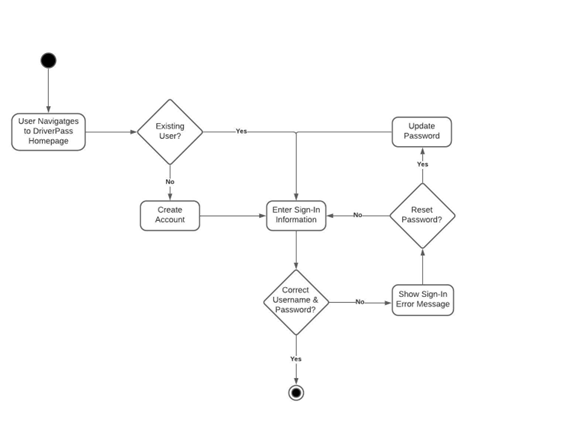 User Navigatges
to DriverPass
Homepage
Existing
User?
Yes
Update
Password
Yes
No
Create
Account
Enter Sign-In
Information
No
Reset
Password?
Correct
Username &
Password?
No
Show Sign-In
Error Message
Yes